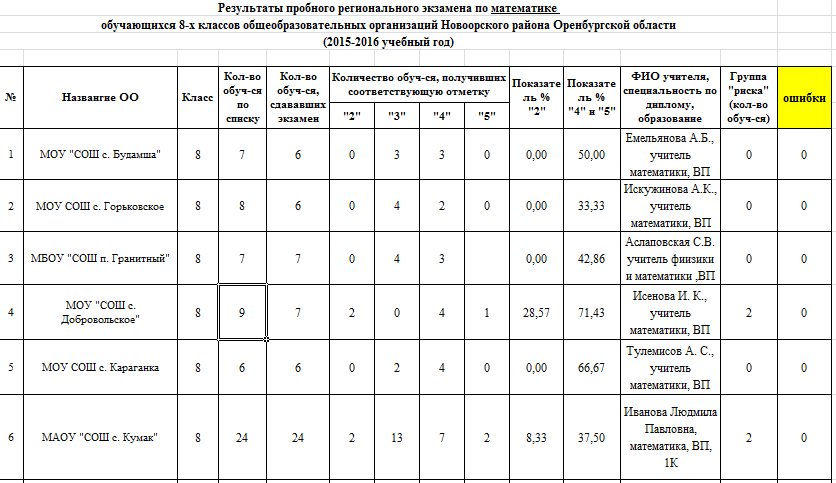 Результаты пробного регионального экзамена по математике
обучающихся 8-х классов общеобразовательных организаций Новоорского района Оренбургской области
(2015-2016 учебный год)
№ Названгие ОО Класс Кол-во обуч-ся по списку Кол-во обуч-ся, сдававших экзамен Количество обуч-ся, получивших соответствующую отметку Показате ль % "2" Показате ль % "4" и "5" ФИО учителя, специальность по диплому, образование Группа "риска" (кол-во обуч-ся) ошибки
"2" "3" "4" "5"
1 МОУ "СОШ с. Будамша" 8 7 6 0 3 3 0 0,00 50,00 Емельянова А.Б., учитель математики, ВП 0 0
2 МОУ СОШ с. Горьковское 8 8 6 0 4 2 0 0,00 33,33 Искужинова А.К., учитель математики, ВП 0 0
3 МБОУ "СОШ п. Гранитный" 8 7 7 0 4 3 0,00 42,86 Аслаповская С.В. учитель фиизики и математики ,ВП 0 0
4 МОУ "СОШ с. Добровольское" 8 9 7 2 0 4 1 28,57 71,43 Исенова И. К., учитель математики, ВП 2 0
5 МОУ СОШ с. Караганка 8 6 6 0 2 4 0 0,00 66,67 Тулемисов А. С., учитель математики, ВП 0 0
6 МАОУ "СОШ с. Кумак" 8 24 24 2 13 7 2 8,33 37,50 Иванова Людмила Павловна, математика, ВП, 1К 2 0